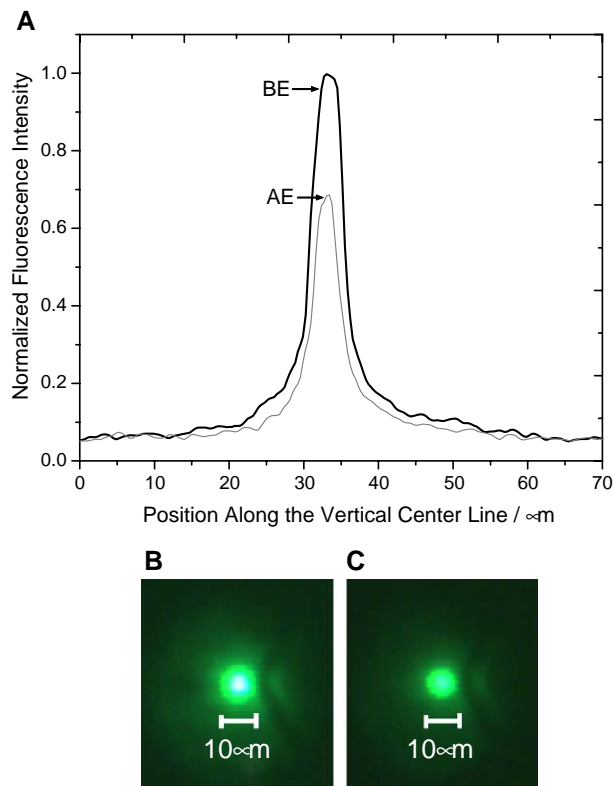 A
Normalized Fluorescence Intensity
1.0
0.8
0.6
0.4
0.2
0.0
BE
AE
0 10 20 30 40 50 60 70
Position Along the Vertical Center Line / ∝m
B C
10∝m 10∝m